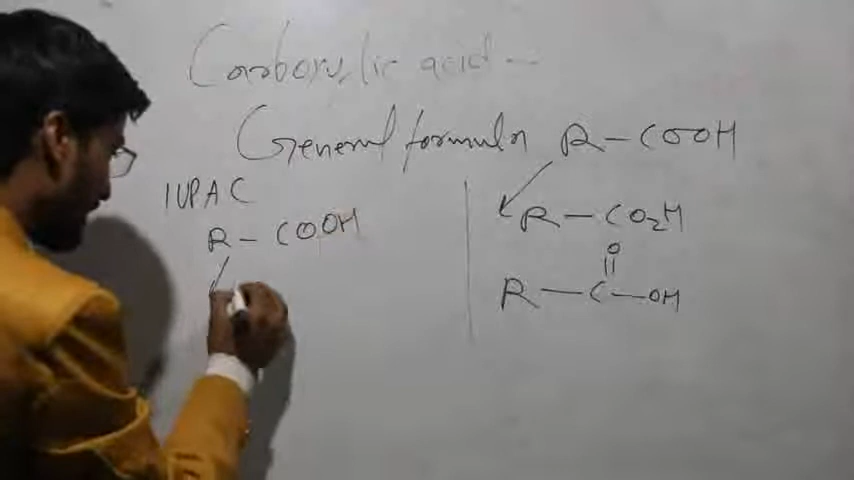 Carboxylic acid -
General formula R-COOH
IUPAC
R-COOH
R-CO₂H
O
||
R-C-OH